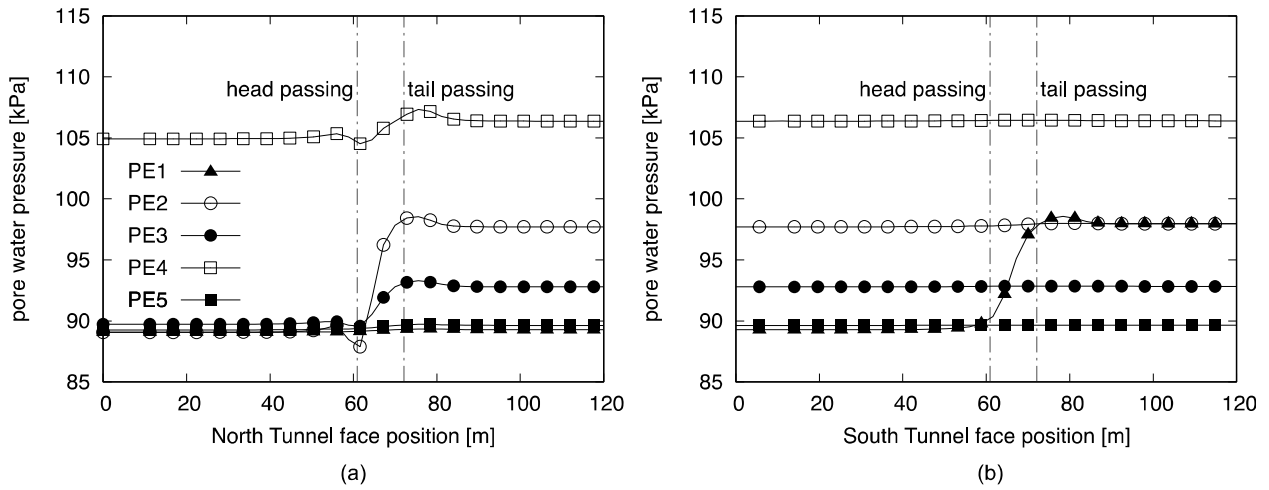 115
110
105
100
95
90
85
pore water pressure [kPa]
head passing
tail passing
PE1
PE2
PE3
PE4
PE5
0 20 40 60 80 100 120
North Tunnel face position [m]
(a)
115
110
105
100
95
90
85
pore water pressure [kPa]
head passing
tail passing
0 20 40 60 80 100 120
South Tunnel face position [m]
(b)